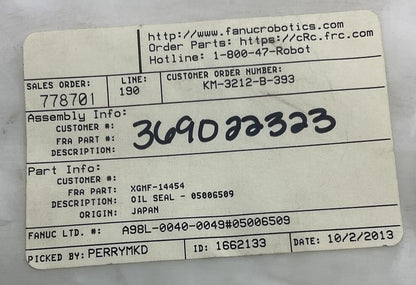 http://www.fanucrobotics.com
Order Parts: https://cRc.frc.com
Hotline: 1-800-47-Robot
SALES ORDER:
778701
LINE:
190
CUSTOMER ORDER NUMBER:
KM-3212-B-393
Assembly Info:
CUSTOMER #:
FRA PART #:
DESCRIPTION:
369022323
Part Info:
CUSTOMER #:
FRA PART: XGMF-14454
DESCRIPTION: OIL SEAL - 05006509
ORIGIN: JAPAN
FANUC LTD. #: A98L-0040-0049#05006509
PICKED BY: PERRYMKD
ID: 1662133
DATE: 10/2/2013